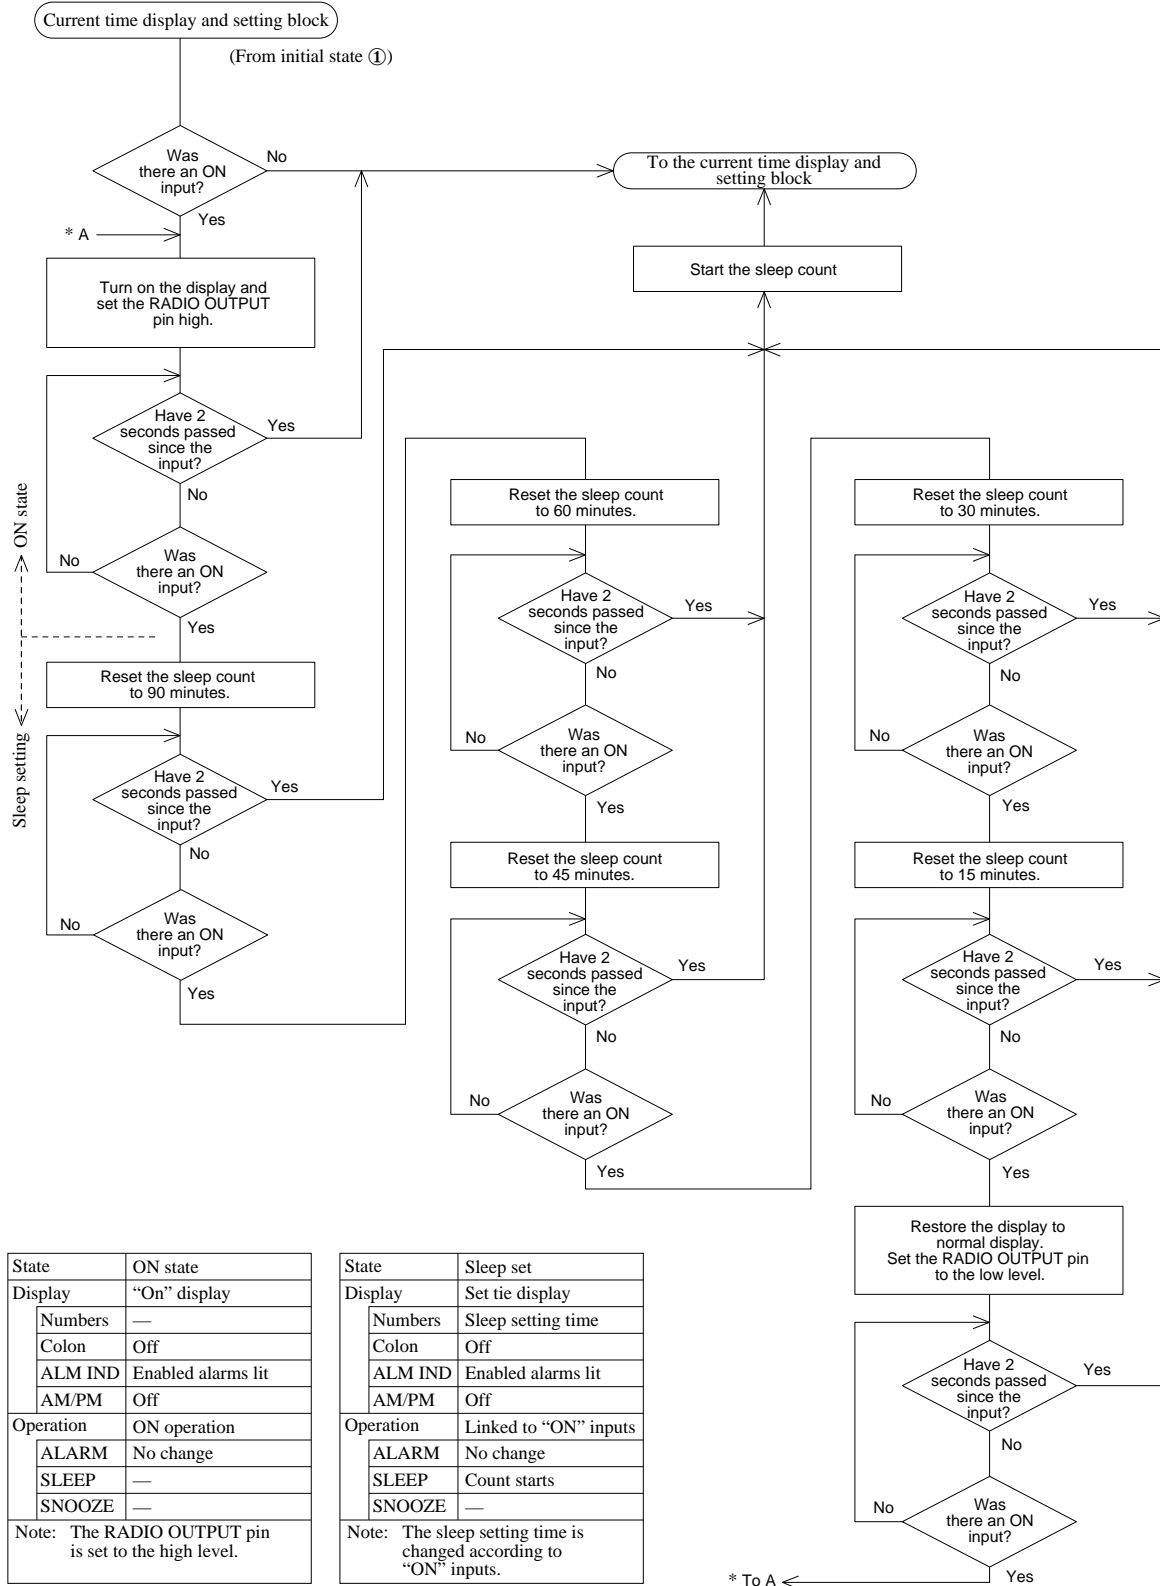 Current time display and setting block
(From initial state ①)
Was
there an ON
input?
No
Yes
* A
To the current time display and
setting block
Start the sleep count
Turn on the display and
set the RADIO OUTPUT
pin high.
Have 2
seconds passed
since the
input?
Yes
No
Was
there an ON
input?
No
Yes
ON state
Sleep setting
Reset the sleep count
to 90 minutes.
Have 2
seconds passed
since the
input?
Yes
No
Was
there an ON
input?
No
Yes
Reset the sleep count
to 60 minutes.
Have 2
seconds passed
since the
input?
Yes
No
Was
there an ON
input?
No
Yes
Reset the sleep count
to 45 minutes.
Have 2
seconds passed
since the
input?
Yes
No
Was
there an ON
input?
No
Yes
Reset the sleep count
to 30 minutes.
Have 2
seconds passed
since the
input?
Yes
No
Was
there an ON
input?
No
Yes
Reset the sleep count
to 15 minutes.
Have 2
seconds passed
since the
input?
Yes
No
Was
there an ON
input?
No
Yes
Restore the display to
normal display.
Set the RADIO OUTPUT pin
to the low level.
Have 2
seconds passed
since the
input?
Yes
No
Was
there an ON
input?
No
Yes
* To A
State ON state
Display “On” display
Numbers —
Colon Off
ALM IND Enabled alarms lit
AM/PM Off
Operation ON operation
ALARM No change
SLEEP —
SNOOZE —
Note: The RADIO OUTPUT pin
is set to the high level.
State Sleep set
Display Set tie display
Numbers Sleep setting time
Colon Off
ALM IND Enabled alarms lit
AM/PM Off
Operation Linked to “ON” inputs
ALARM No change
SLEEP Count starts
SNOOZE —
Note: The sleep setting time is
changed according to
“ON” inputs.